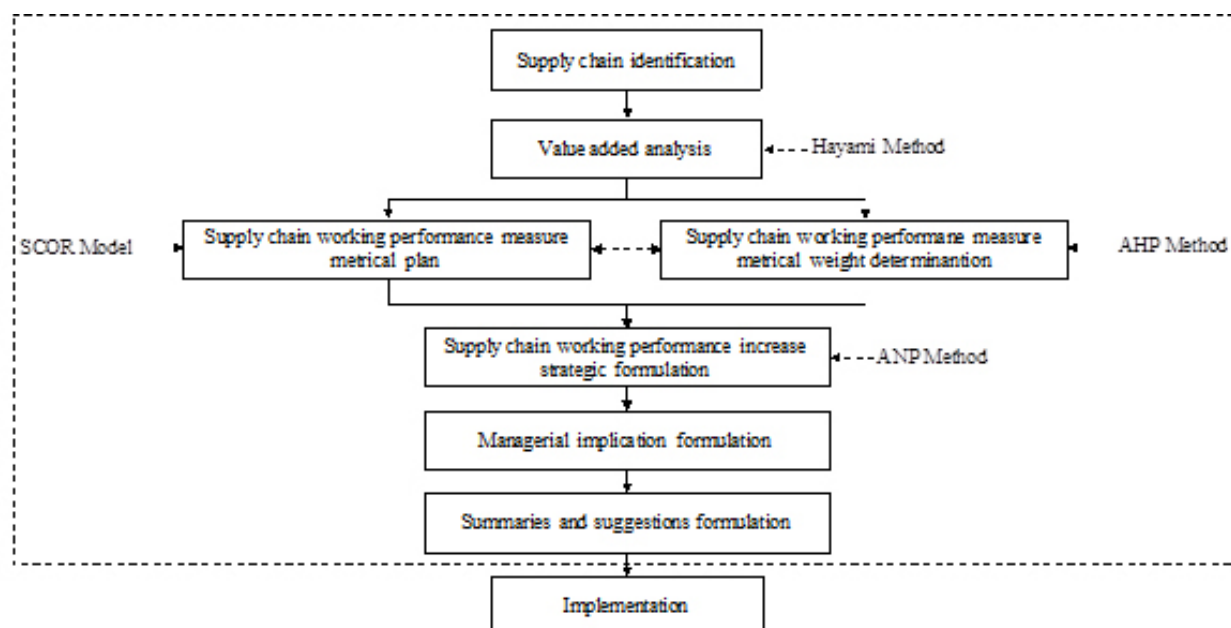 Supply chain identification
Value added analysis
Hayami Method
SCOR Model
Supply chain working performance measure
metrical plan
Supply chain working performane measure
metrical weight determinantion
AHP Method
Supply chain working performance increase
strategic formulation
ANP Method
Managerial implication formulation
Summaries and suggestions formulation
Implementation